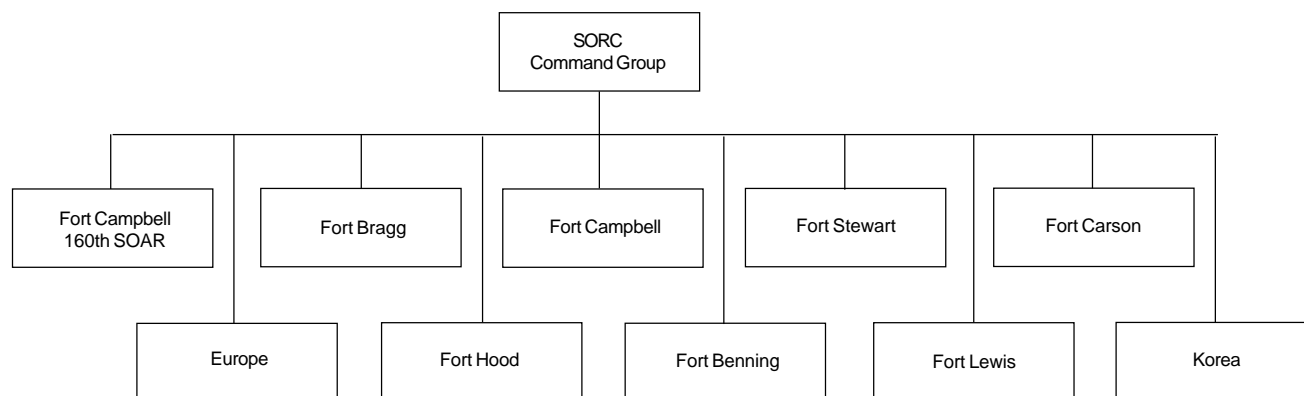 SORC
Command Group
Fort Campbell
160th SOAR
Fort Bragg
Fort Campbell
Fort Stewart
Fort Carson
Europe
Fort Hood
Fort Benning
Fort Lewis
Korea